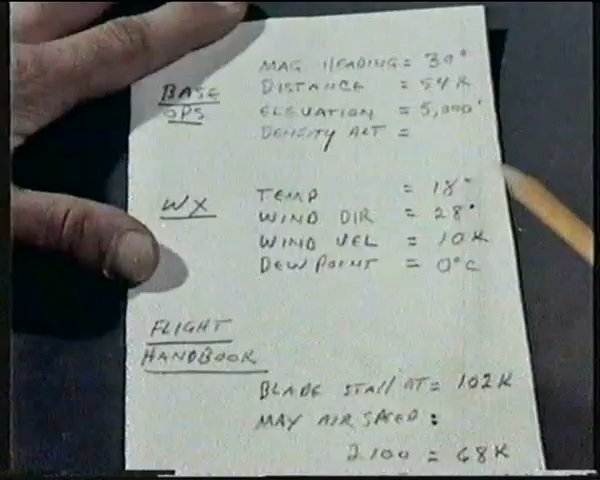 MAG HEADING = 30°
BASE DISTANCE = 54 K
OPS ELEVATION = 5,000'
DENSITY ALT =
WX TEMP = 18°
WIND DIR = 28°
WIND VEL = 10 K
DEW POINT = 0°C
FLIGHT
HANDBOOK
BLADE STALL AT = 102 K
MAX AIR SPEED :
2.100 = 68 K